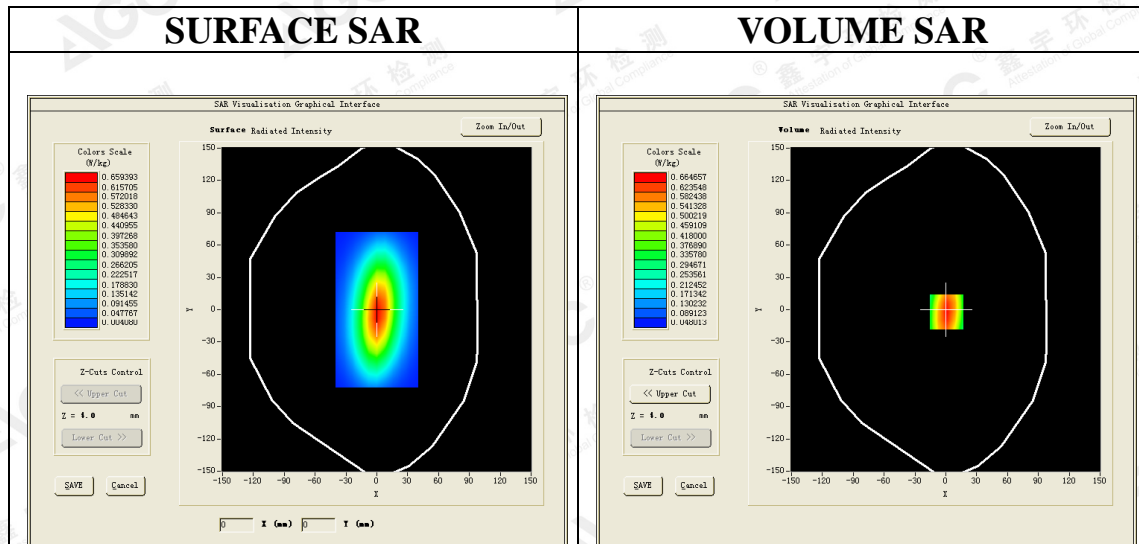 SURFACE SAR
SAR Visualisation Graphical Interface
Surface Radiated Intensity
Zoom In/Out
Colors Scale
(W/kg)
0.659393
0.615705
0.572018
0.528330
0.484643
0.440955
0.397268
0.353580
0.309892
0.266205
0.222517
0.178830
0.135142
0.091455
0.047767
0.004080
Z-Cuts Control
<< Upper Cut
Z = 4.0 mm
Lower Cut >>
SAVE Cancel
150
120
90
60
30
0
-30
-60
-90
-120
-150
Y
-150 -120 -90 -60 -30 0 30 60 90 120 150
X
0 X (mm) 0 Y (mm)
VOLUME SAR
SAR Visualisation Graphical Interface
Volume Radiated Intensity
Zoom In/Out
Colors Scale
(W/kg)
0.664657
0.623548
0.582438
0.541328
0.500219
0.459109
0.418000
0.376890
0.335780
0.294671
0.253561
0.212452
0.171342
0.130232
0.089123
0.048013
Z-Cuts Control
<< Upper Cut
Z = 4.0 mm
Lower Cut >>
SAVE Cancel
150
120
90
60
30
0
-30
-60
-90
-120
-150
Y
-150 -120 -90 -60 -30 0 30 60 90 120 150
X